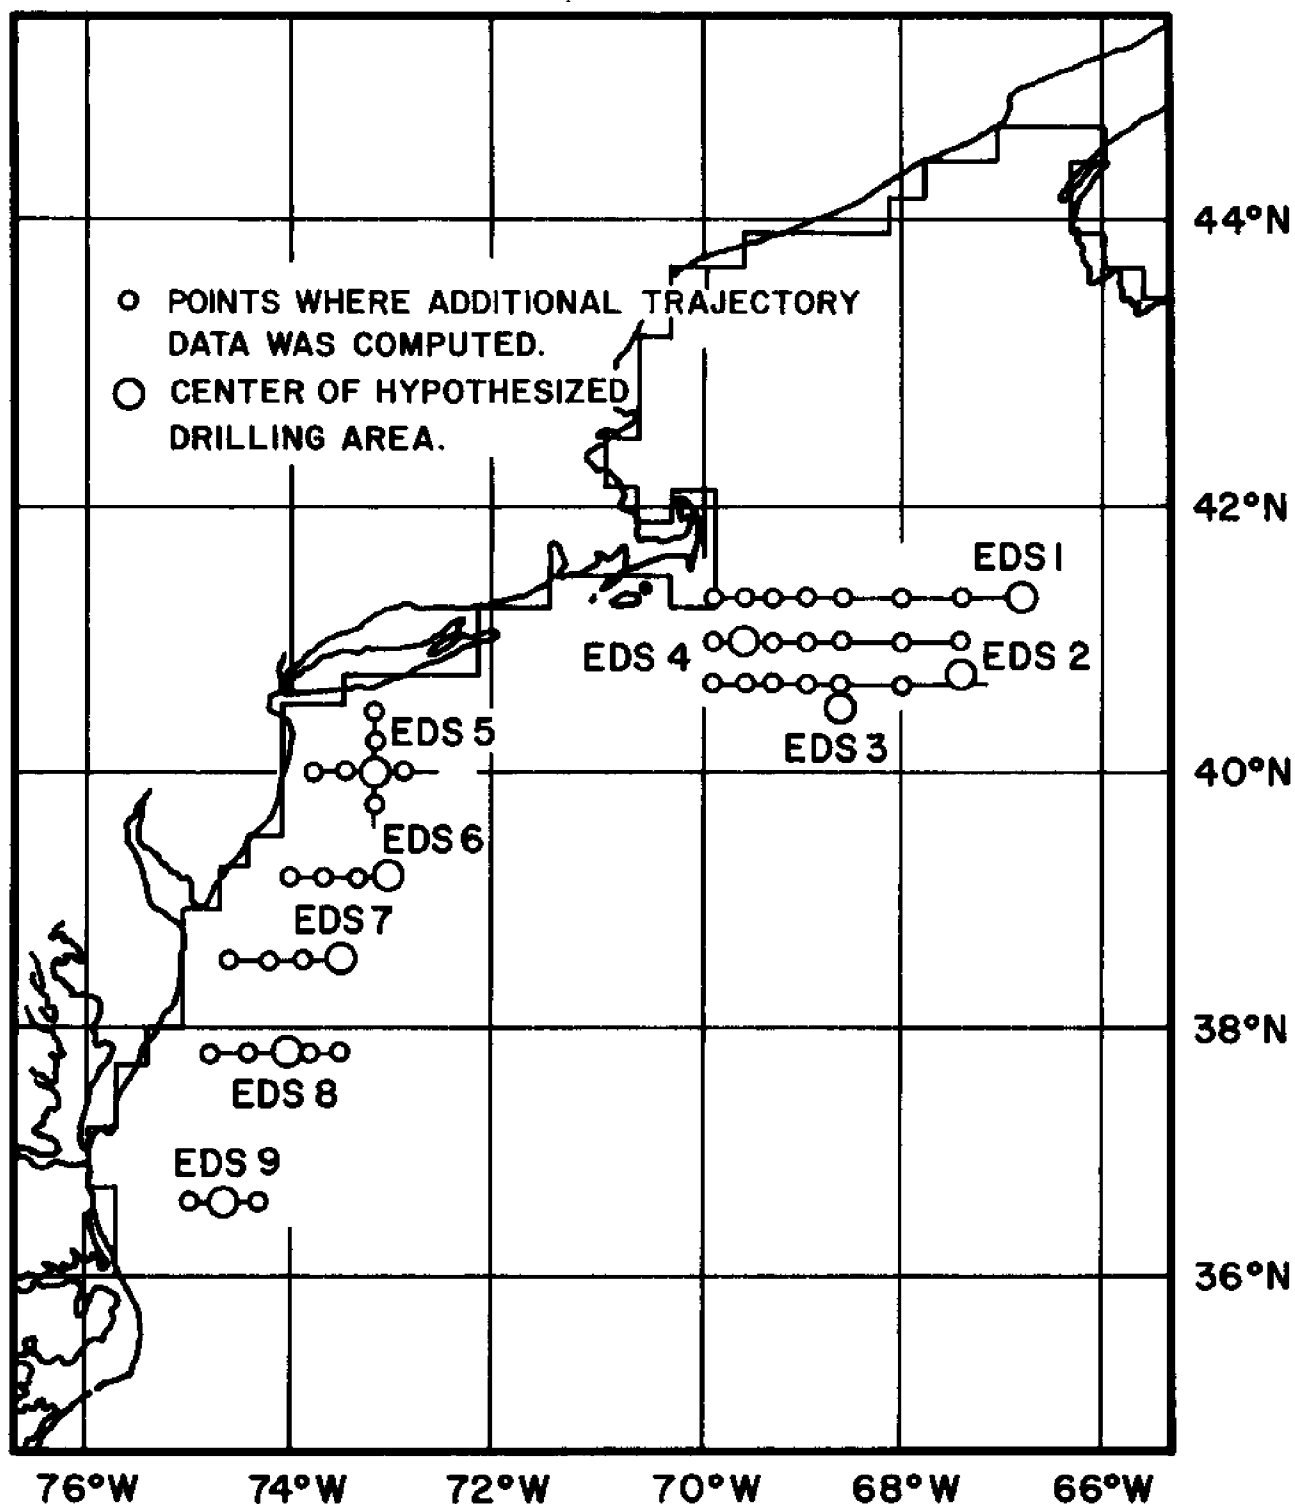 44°N
POINTS WHERE ADDITIONAL TRAJECTORY
DATA WAS COMPUTED.
CENTER OF HYPOTHESIZED
DRILLING AREA.
42°N
EDS 1
EDS 4
EDS 2
EDS 3
EDS 5
40°N
EDS 6
EDS 7
38°N
EDS 8
EDS 9
36°N
76°W 74°W 72°W 70°W 68°W 66°W